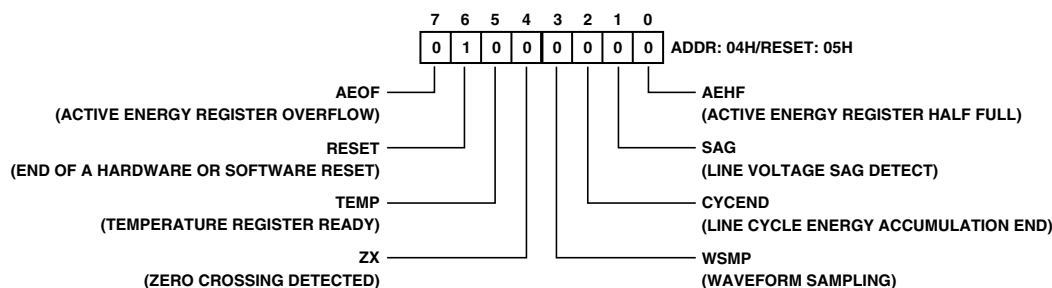 7 6 5 4 3 2 1 0
0 1 0 0 0 0 0 0 ADDR: 04H/RESET: 05H
AEOF
(ACTIVE ENERGY REGISTER OVERFLOW)
RESET
(END OF A HARDWARE OR SOFTWARE RESET)
TEMP
(TEMPERATURE REGISTER READY)
ZX
(ZERO CROSSING DETECTED)
AEHF
(ACTIVE ENERGY REGISTER HALF FULL)
SAG
(LINE VOLTAGE SAG DETECT)
CYCEND
(LINE CYCLE ENERGY ACCUMULATION END)
WSMP
(WAVEFORM SAMPLING)